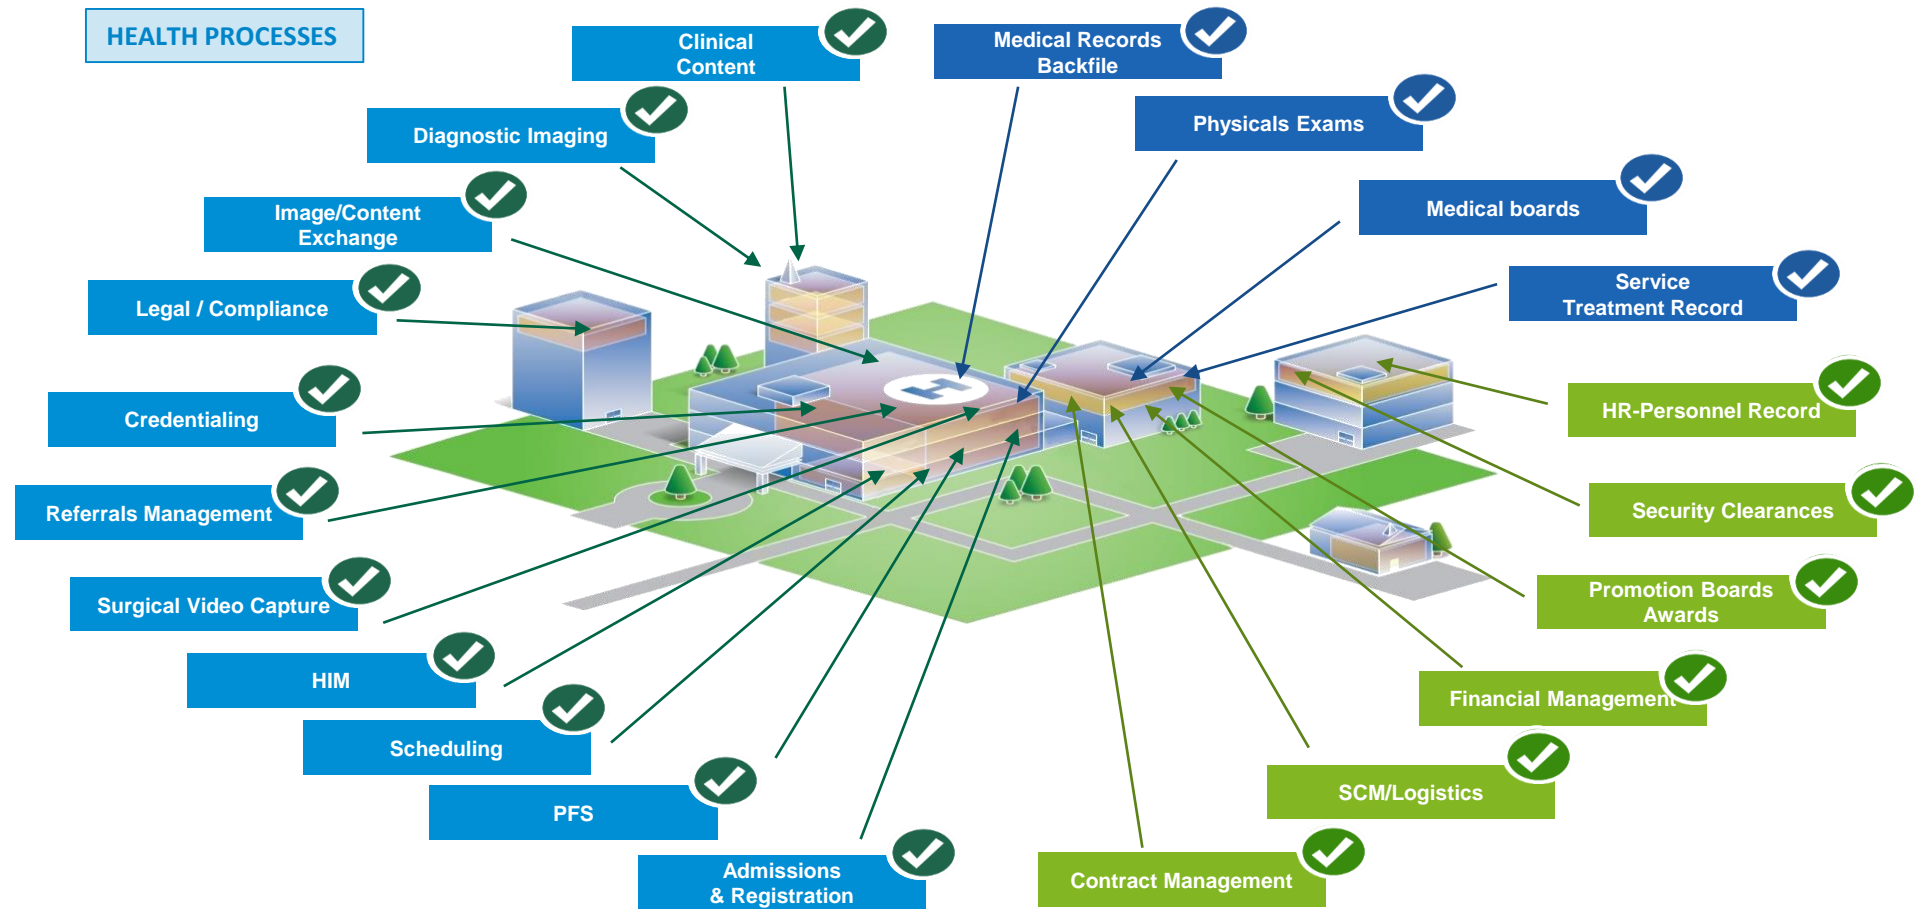 HEALTH PROCESSES
Clinical
Content
Medical Records
Backfile
Diagnostic Imaging
Physicals Exams
Image/Content
Exchange
Medical boards
Legal / Compliance
Service
Treatment Record
Credentialing
HR-Personnel Record
Referrals Management
Security Clearances
Surgical Video Capture
Promotion Boards
Awards
HIM
Financial Management
Scheduling
SCM/Logistics
PFS
Admissions
& Registration
Contract Management
H